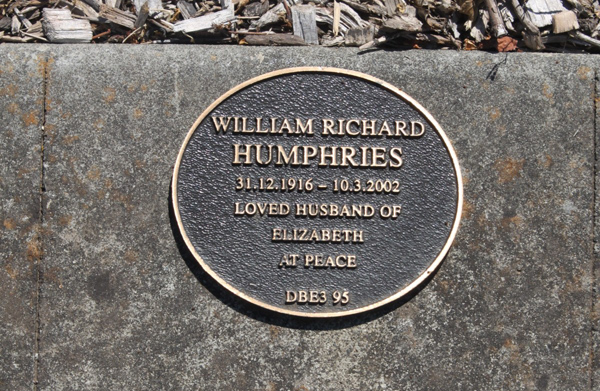 WILLIAM RICHARD
HUMPHRIES
31.12.1916 – 10.3.2002
LOVED HUSBAND OF
ELIZABETH
AT PEACE
DBE3 95